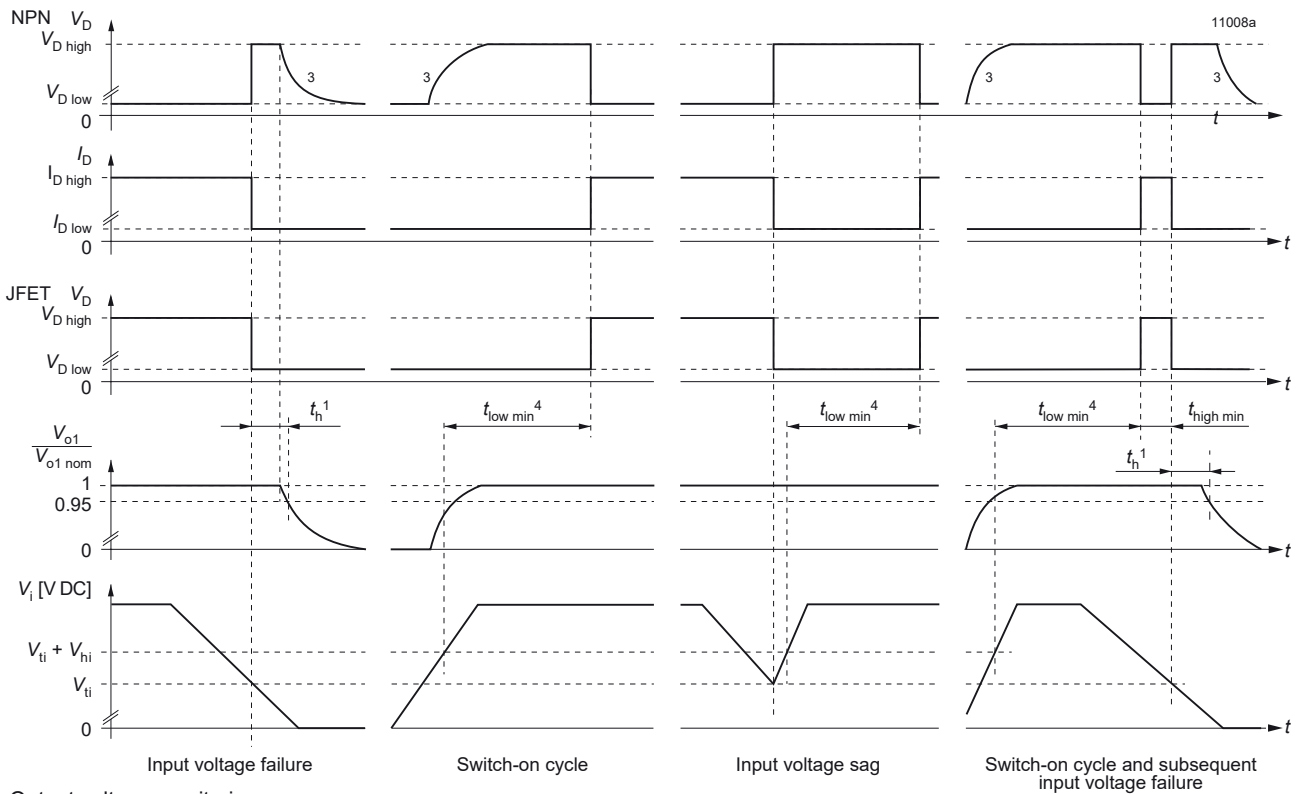 NPN V_D
11008a
V_D high
3 3 3 3
V_D low
0
t
I_D
I_D high
I_D low
0
t
JFET V_D
V_D high
V_D low
0
t
t_h^1 t_low min^4 t_low min^4 t_low min^4 t_high min
V_o1
V_o1 nom
t_h^1
1
0.95
0
t
V_i [V DC]
V_ti + V_hi
V_ti
0
t
Input voltage failure Switch-on cycle Input voltage sag Switch-on cycle and subsequent
input voltage failure